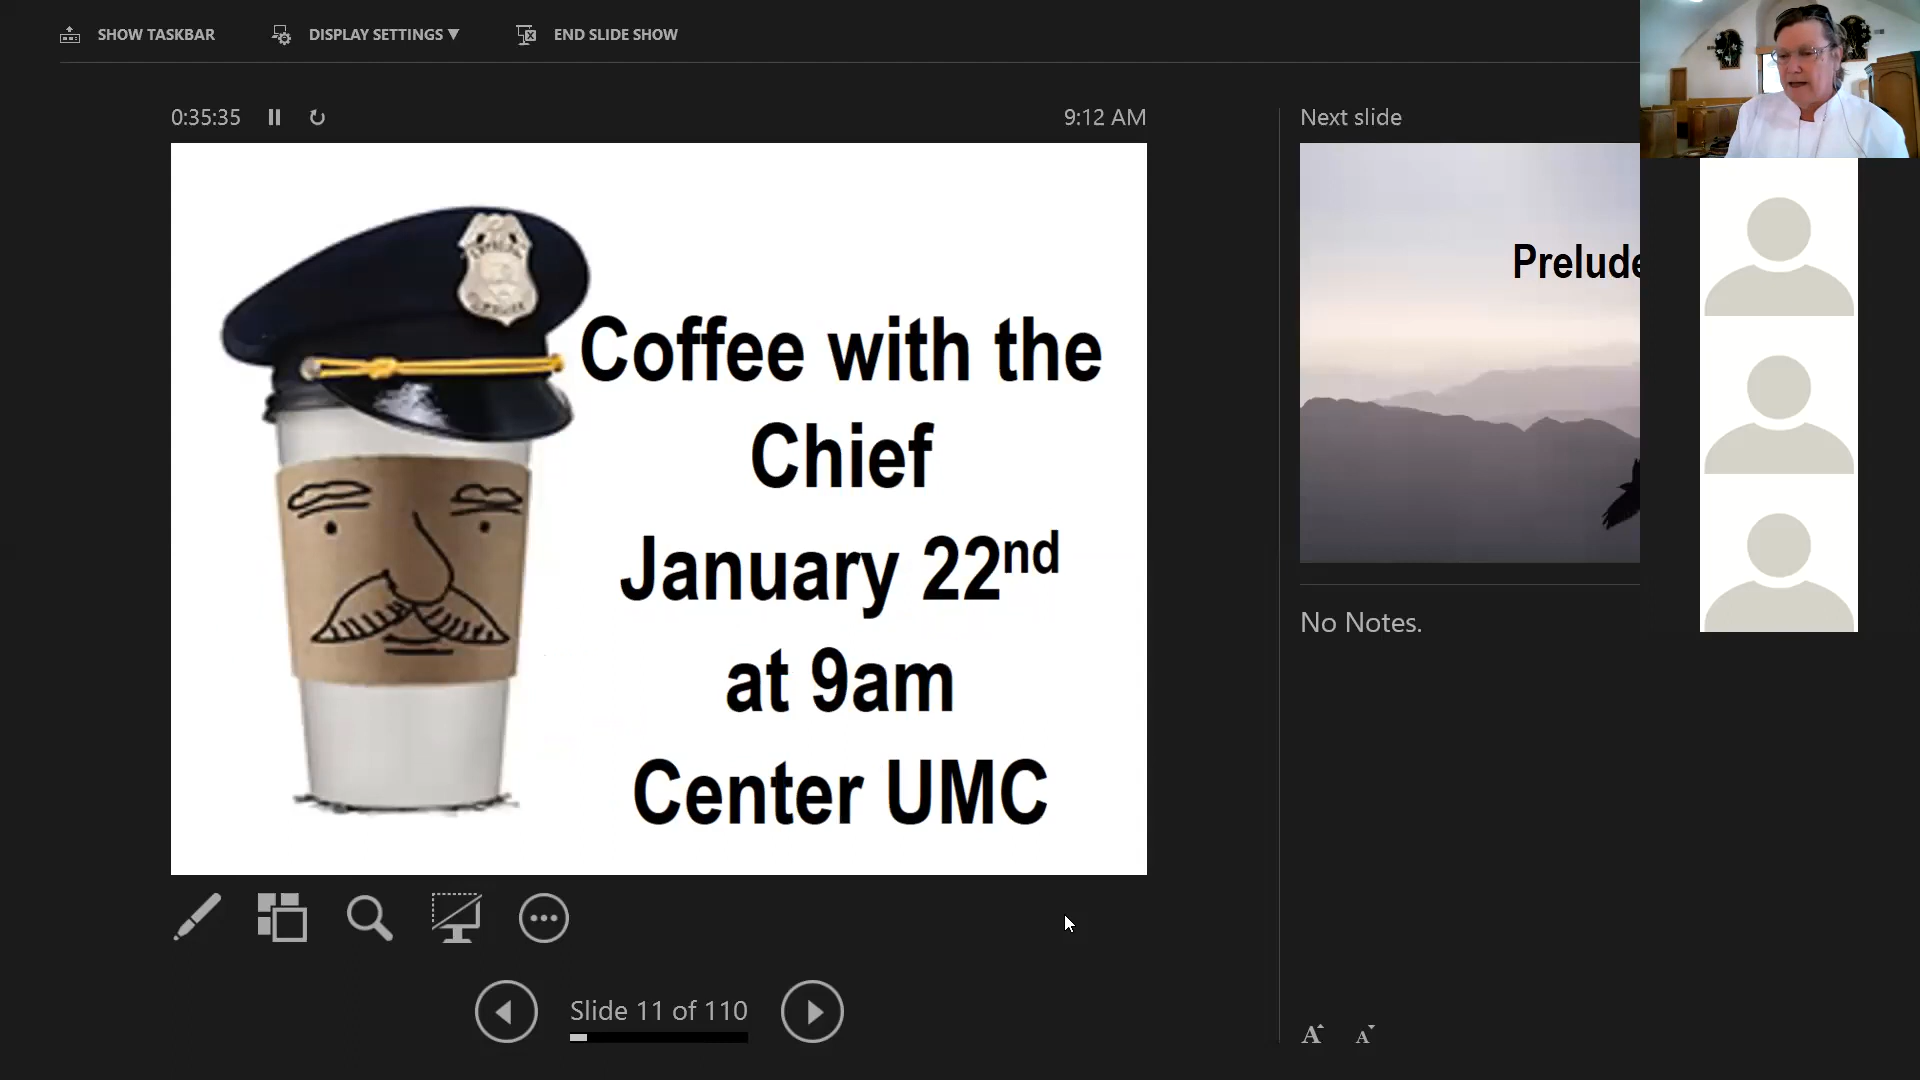 SHOW TASKBAR
DISPLAY SETTINGS ▼
END SLIDE SHOW
0:35:35
9:12 AM
Coffee with the
Chief
January 22nd
at 9am
Center UMC
Slide 11 of 110
Next slide
Prelude
No Notes.
A A